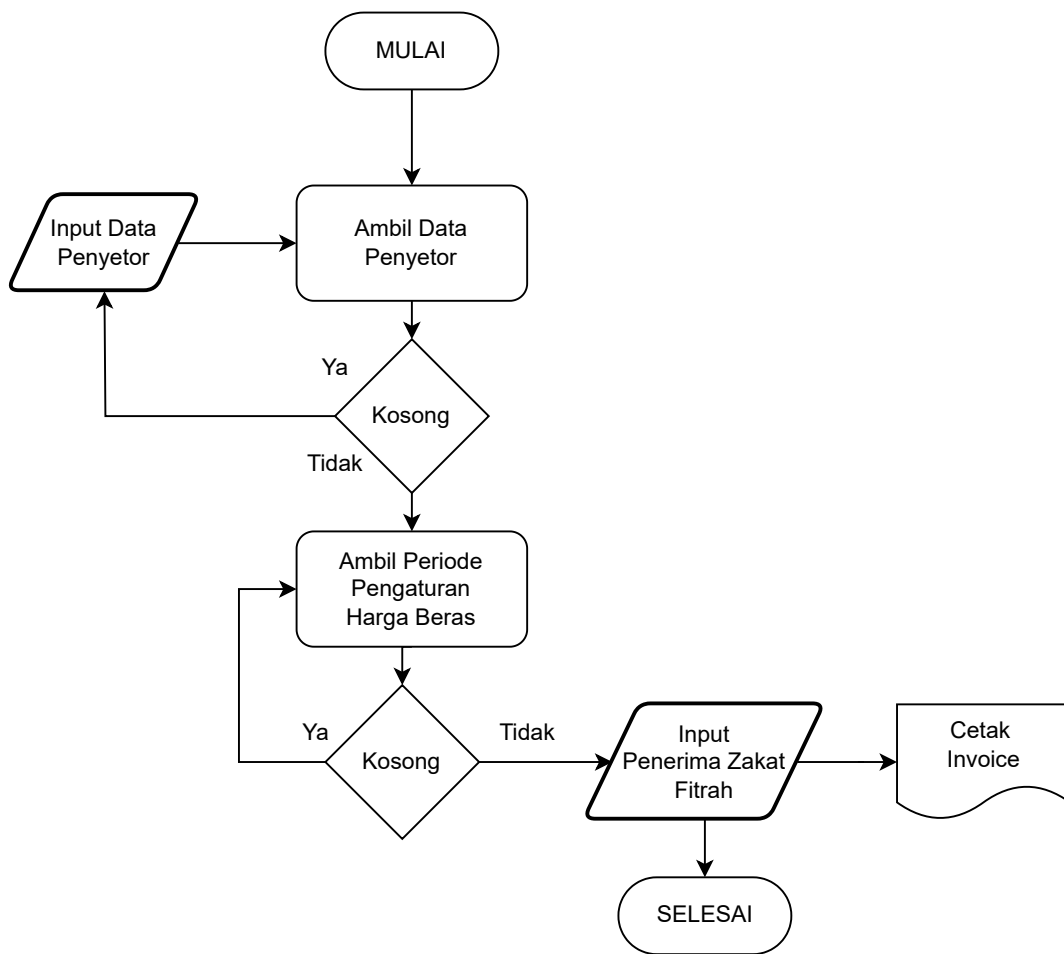 MULAI
Input Data
Penyetor
Ambil Data
Penyetor
Ya
Kosong
Tidak
Ambil Periode
Pengaturan
Harga Beras
Ya
Kosong
Tidak
Input
Penerima Zakat
Fitrah
Cetak
Invoice
SELESAI